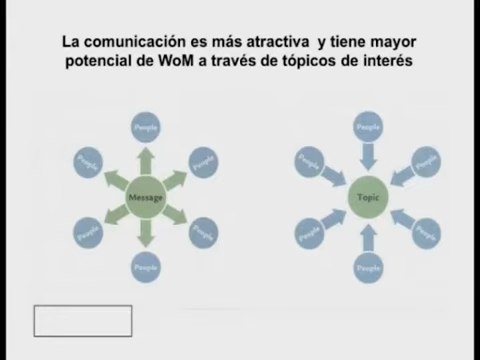 La comunicación es más atractiva y tiene mayor
potencial de WoM a través de tópicos de interés
People
People
People
Message
People
People
People
People
People
People
Topic
People
People
People